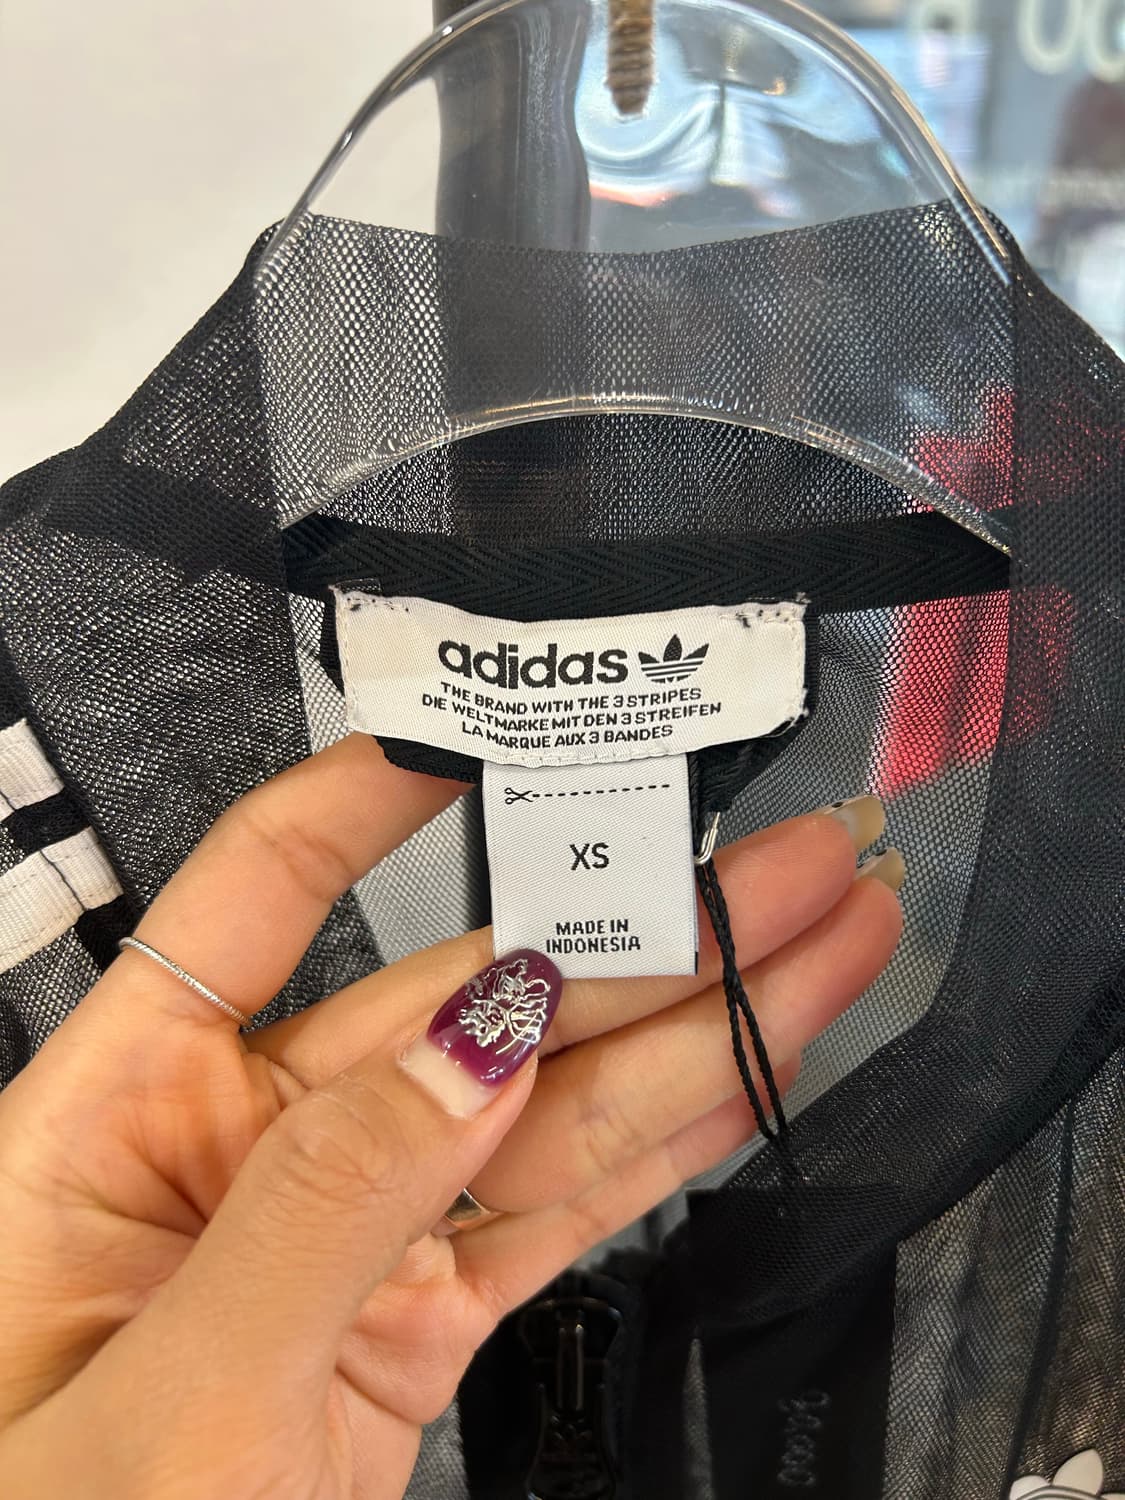 adidas
THE BRAND WITH THE 3 STRIPES
DIE WELTMARKE MIT DEN 3 STREIFEN
LA MARQUE AUX 3 BANDES
XS
MADE IN
INDONESIA